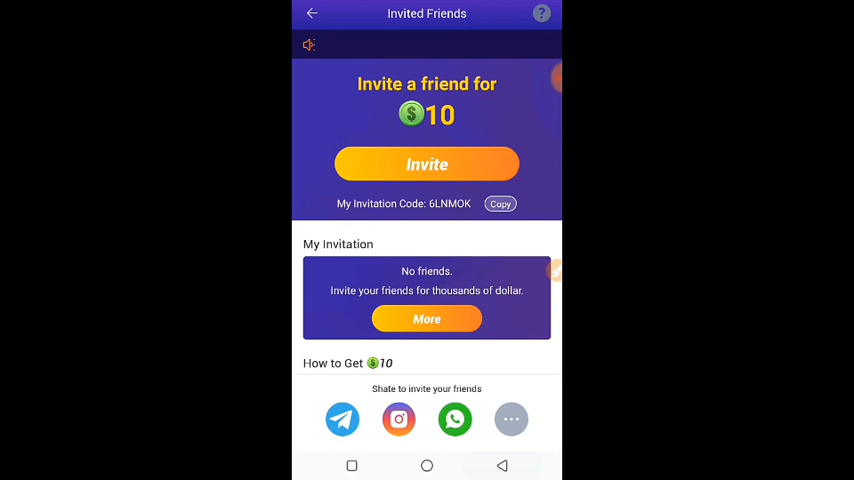 Invited Friends
?
Invite a friend for
$10
Invite
My Invitation Code: 6LNMOK Copy
My Invitation
No friends.
Invite your friends for thousands of dollar.
More
How to Get $10
Shate to invite your friends